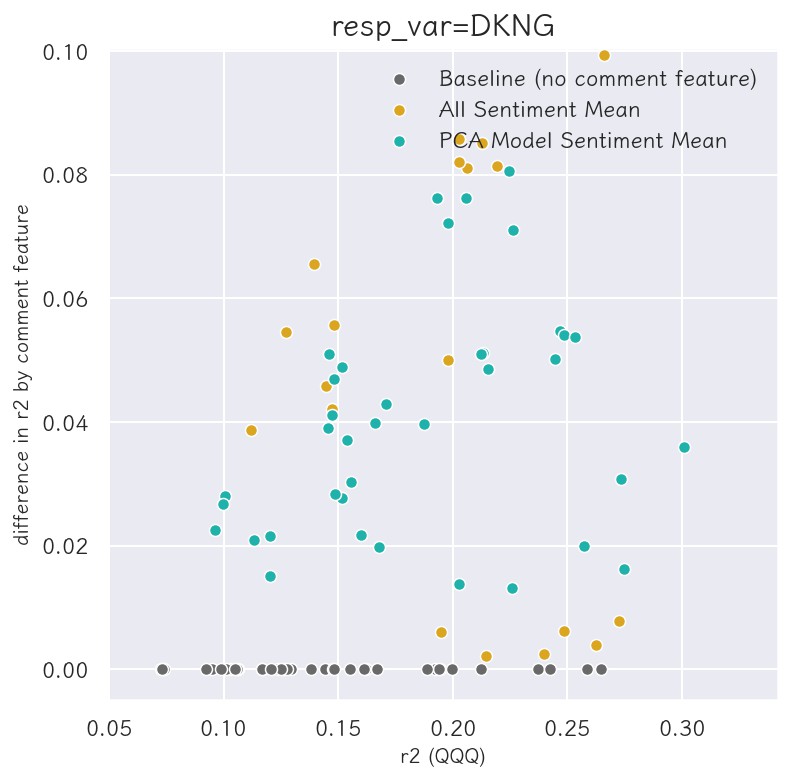 resp_var=DKNG
0.10
Baseline (no comment feature)
All Sentiment Mean
PCA Model Sentiment Mean
0.08
0.06
0.04
0.02
0.00
difference in r2 by comment feature
0.05 0.10 0.15 0.20 0.25 0.30
r2 (QQQ)